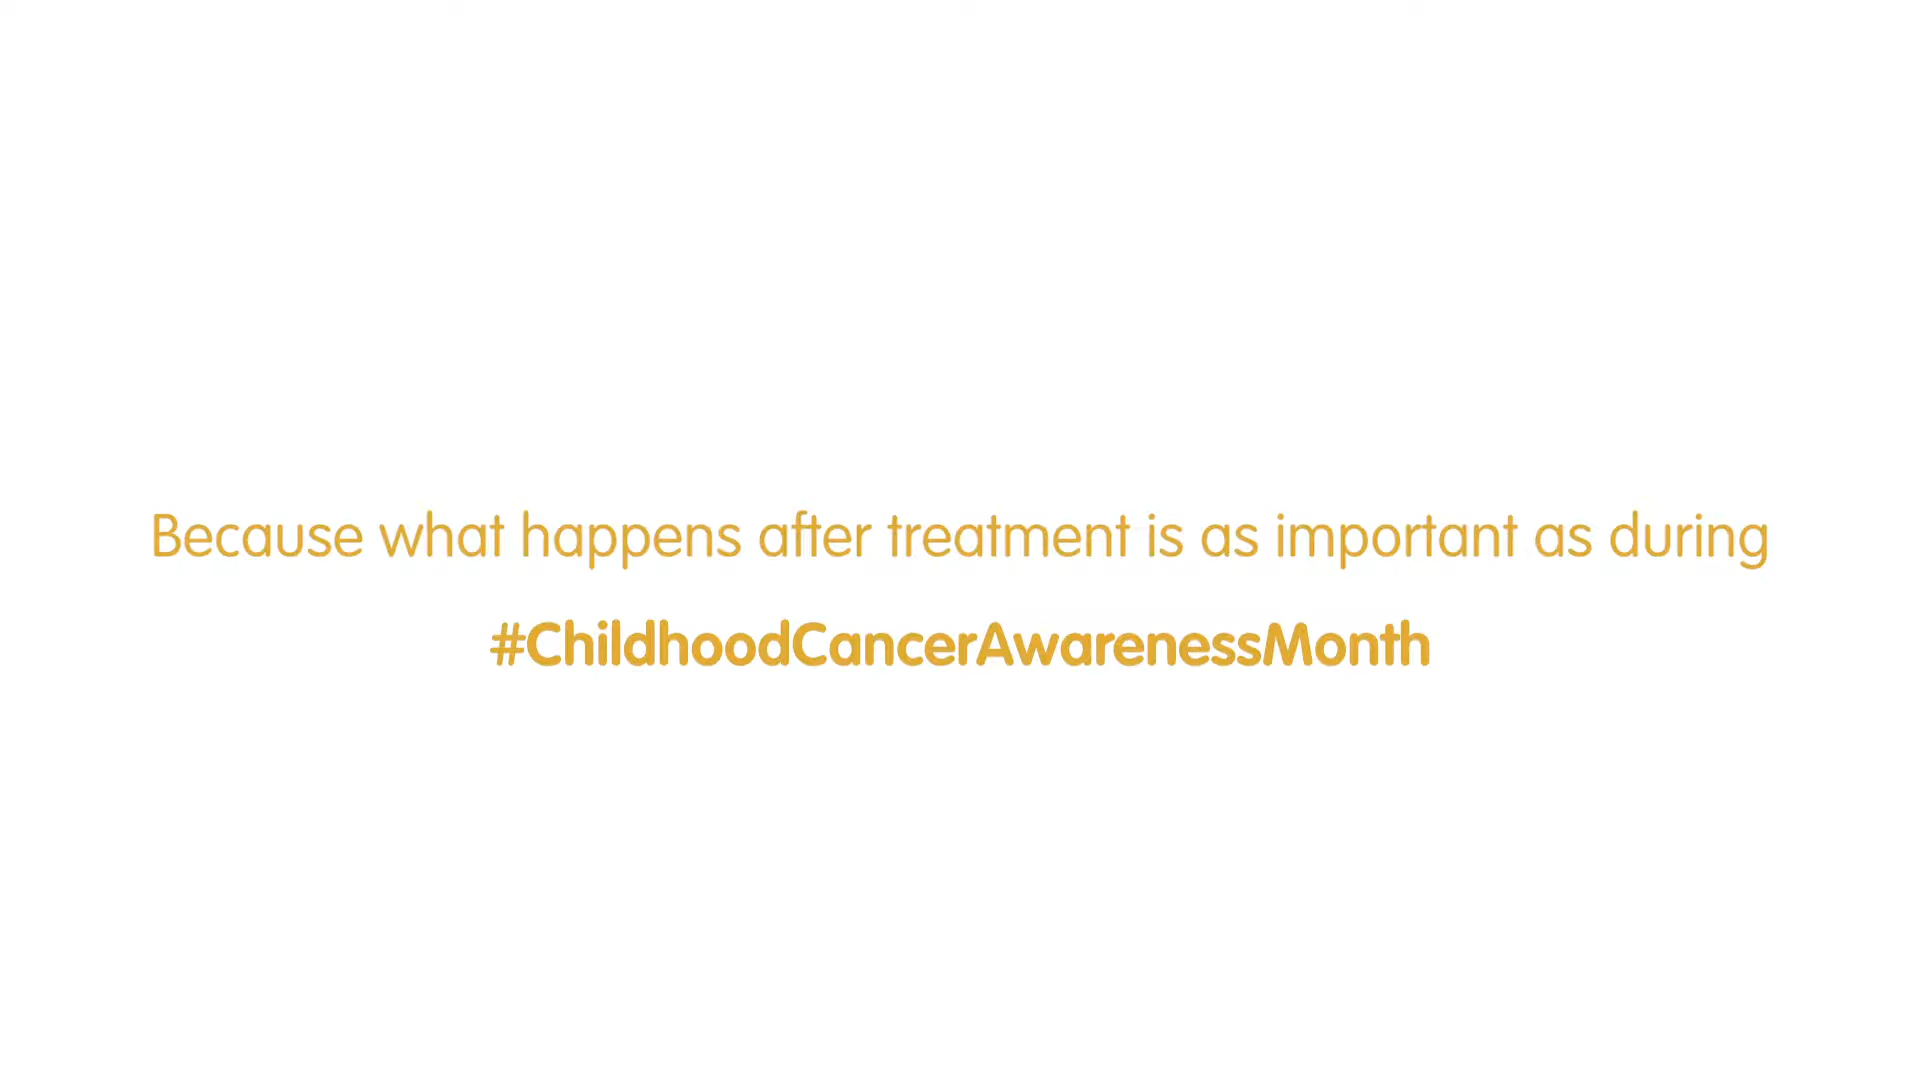 Because what happens after treatment is as important as during
#ChildhoodCancerAwarenessMonth